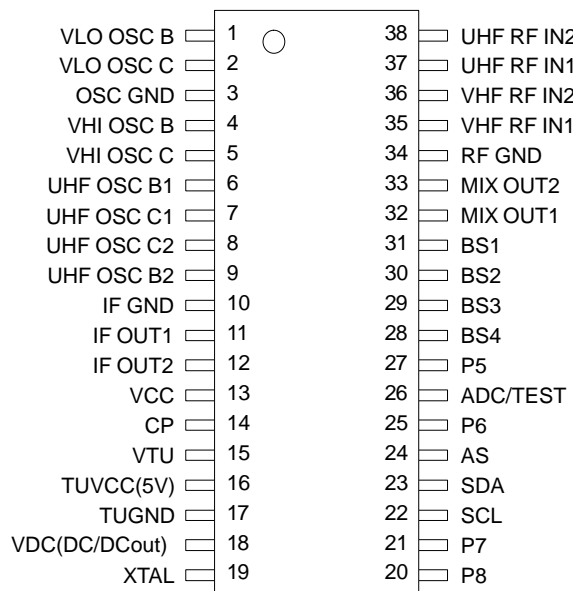 VLO OSC B 1 38 UHF RF IN2
VLO OSC C 2 37 UHF RF IN1
OSC GND 3 36 VHF RF IN2
VHI OSC B 4 35 VHF RF IN1
VHI OSC C 5 34 RF GND
UHF OSC B1 6 33 MIX OUT2
UHF OSC C1 7 32 MIX OUT1
UHF OSC C2 8 31 BS1
UHF OSC B2 9 30 BS2
IF GND 10 29 BS3
IF OUT1 11 28 BS4
IF OUT2 12 27 P5
VCC 13 26 ADC/TEST
CP 14 25 P6
VTU 15 24 AS
TUVCC(5V) 16 23 SDA
TUGND 17 22 SCL
VDC(DC/DCout) 18 21 P7
XTAL 19 20 P8